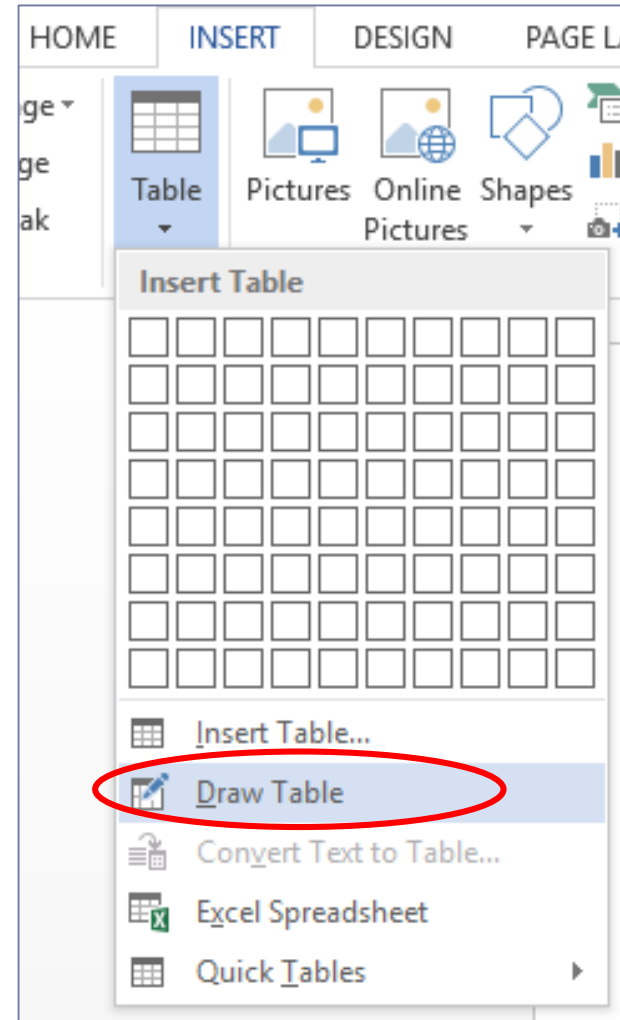 HOME INSERT DESIGN PAGE LA
ge
ge
ak
Table Pictures Online Pictures Shapes
Insert Table
Insert Table...
Draw Table
Convert Text to Table...
Excel Spreadsheet
Quick Tables